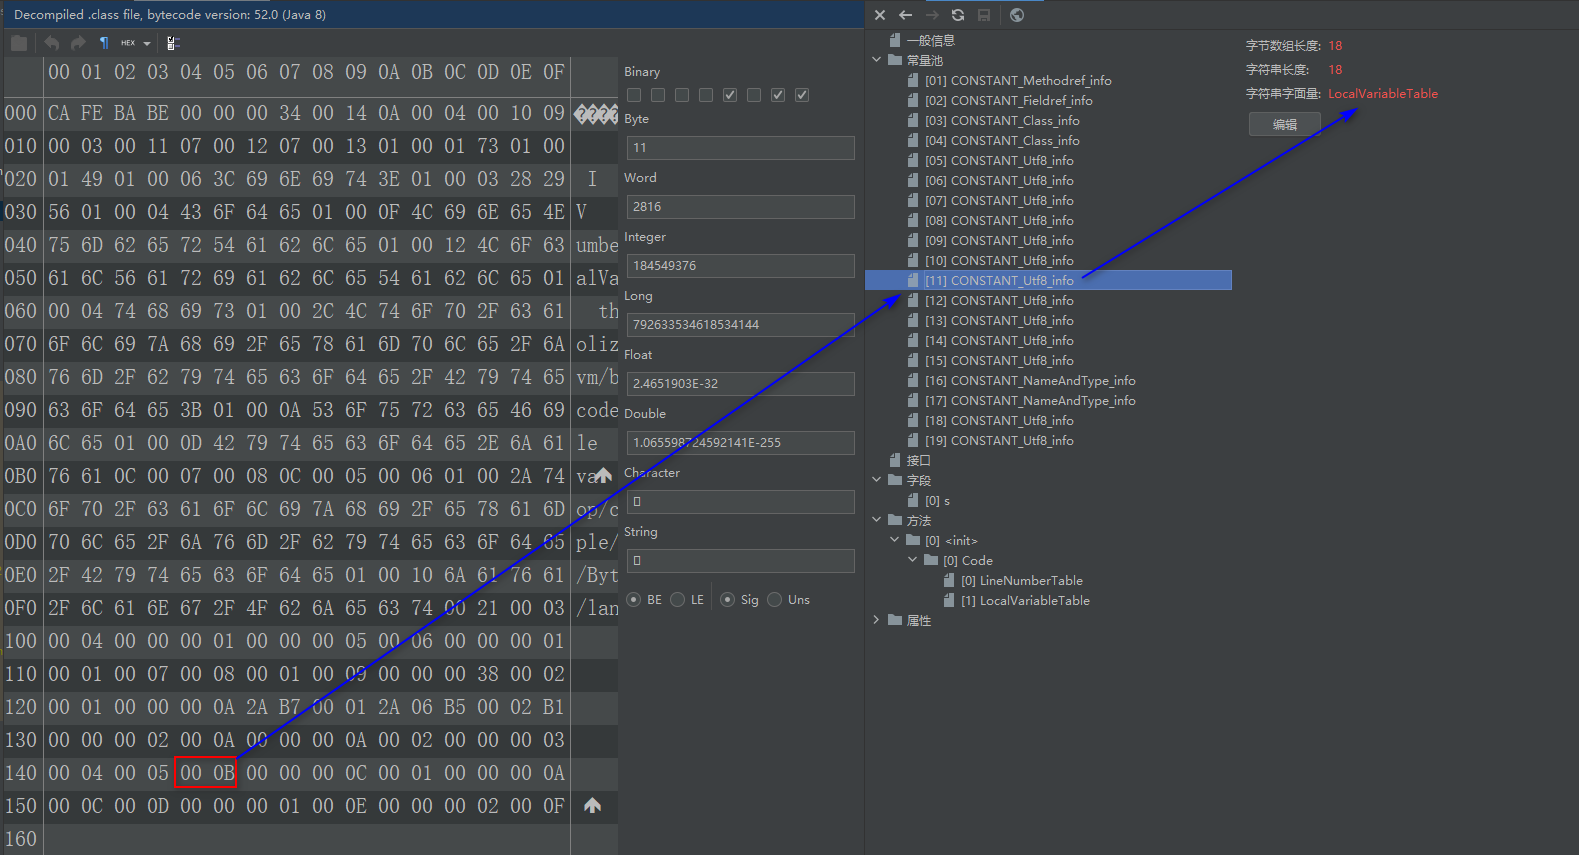 Decompiled .class file, bytecode version: 52.0 (Java 8)
HEX
00 01 02 03 04 05 06 07 08 09 0A 0B 0C 0D 0E 0F
000 CA FE BA BE 00 00 00 34 00 14 0A 00 04 00 10 09
010 00 03 00 11 07 00 12 07 00 13 01 00 01 73 01 00
020 01 49 01 00 06 3C 69 6E 69 74 3E 01 00 03 28 29 I
030 56 01 00 04 43 6F 64 65 01 00 0F 4C 69 6E 65 4E V
040 75 6D 62 65 72 54 61 62 6C 65 01 00 12 4C 6F 63 umbe
050 61 6C 56 61 72 69 61 62 6C 65 54 61 62 6C 65 01 alVa
060 00 04 74 68 69 73 01 00 2C 4C 74 6F 70 2F 63 61 th
070 6F 6C 69 7A 68 69 2F 65 78 61 6D 70 6C 65 2F 6A oliz
080 76 6D 2F 62 79 74 65 63 6F 64 65 2F 42 79 74 65 vm/b
090 63 6F 64 65 3B 01 00 0A 53 6F 75 72 63 65 46 69 code
0A0 6C 65 01 00 0D 42 79 74 65 63 6F 64 65 2E 6A 61 le
0B0 76 61 0C 00 07 00 08 0C 00 05 00 06 01 00 2A 74 va
0C0 6F 70 2F 63 61 6F 6C 69 7A 68 69 2F 65 78 61 6D op/c
0D0 70 6C 65 2F 6A 76 6D 2F 62 79 74 65 63 6F 64 65 ple/
0E0 2F 42 79 74 65 63 6F 64 65 01 00 10 6A 61 76 61 /Byt
0F0 2F 6C 61 6E 67 2F 4F 62 6A 65 63 74 00 21 00 03 /lan
100 00 04 00 00 00 01 00 00 00 05 00 06 00 00 00 01
110 00 01 00 07 00 08 00 01 00 09 00 00 00 38 00 02
120 00 01 00 00 00 0A 2A B7 00 01 2A 06 B5 00 02 B1
130 00 00 00 02 00 0A 00 00 00 0A 00 02 00 00 00 03
140 00 04 00 05 00 0B 00 00 00 0C 00 01 00 00 00 0A
150 00 0C 00 0D 00 00 00 01 00 0E 00 00 00 02 00 0F
160
Binary
Byte
11
Word
2816
Integer
184549376
Long
792633534618534144
Float
2.4651903E-32
Double
1.065598724592141E-255
Character
String
BE LE Sig Uns
一般信息
常量池
[01] CONSTANT_Methodref_info
[02] CONSTANT_Fieldref_info
[03] CONSTANT_Class_info
[04] CONSTANT_Class_info
[05] CONSTANT_Utf8_info
[06] CONSTANT_Utf8_info
[07] CONSTANT_Utf8_info
[08] CONSTANT_Utf8_info
[09] CONSTANT_Utf8_info
[10] CONSTANT_Utf8_info
[11] CONSTANT_Utf8_info
[12] CONSTANT_Utf8_info
[13] CONSTANT_Utf8_info
[14] CONSTANT_Utf8_info
[15] CONSTANT_Utf8_info
[16] CONSTANT_NameAndType_info
[17] CONSTANT_NameAndType_info
[18] CONSTANT_Utf8_info
[19] CONSTANT_Utf8_info
接口
字段
[0] s
方法
[0] <init>
[0] Code
[0] LineNumberTable
[1] LocalVariableTable
属性
字节数组长度: 18
字符串长度: 18
字符串字面量: LocalVariableTable
编辑